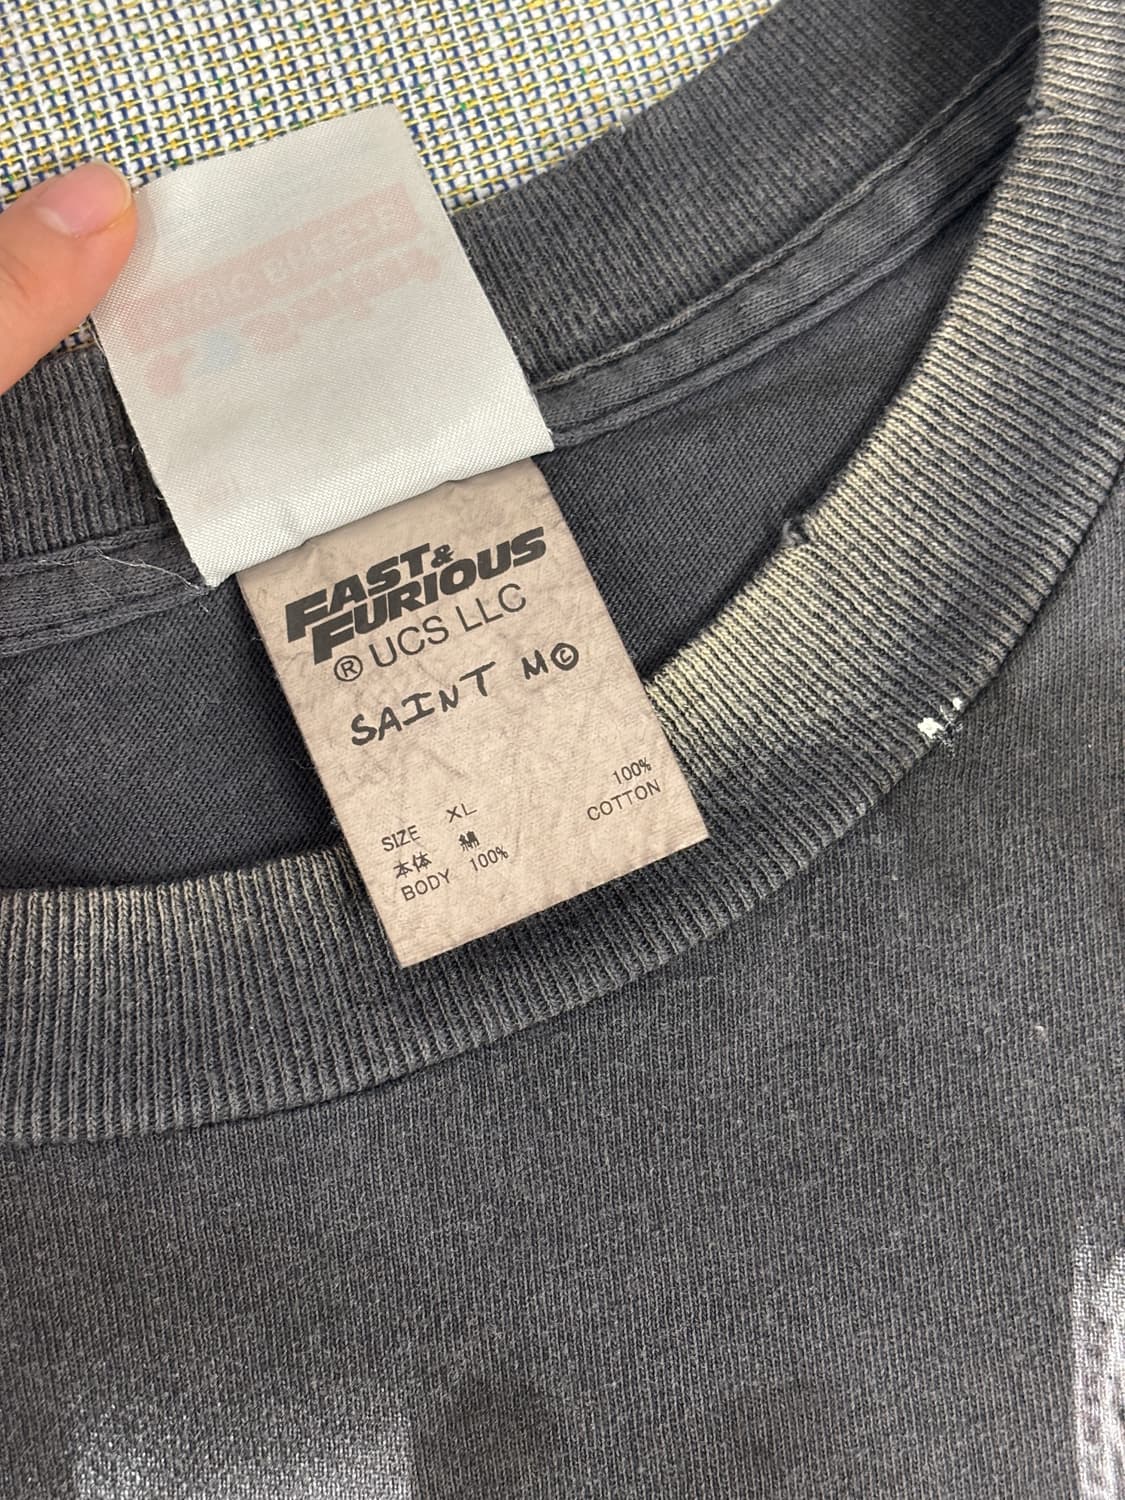 FAST &
FURIOUS
® UCS LLC
SAINT M©
SIZE XL
本体 綿 100%
BODY 100% COTTON